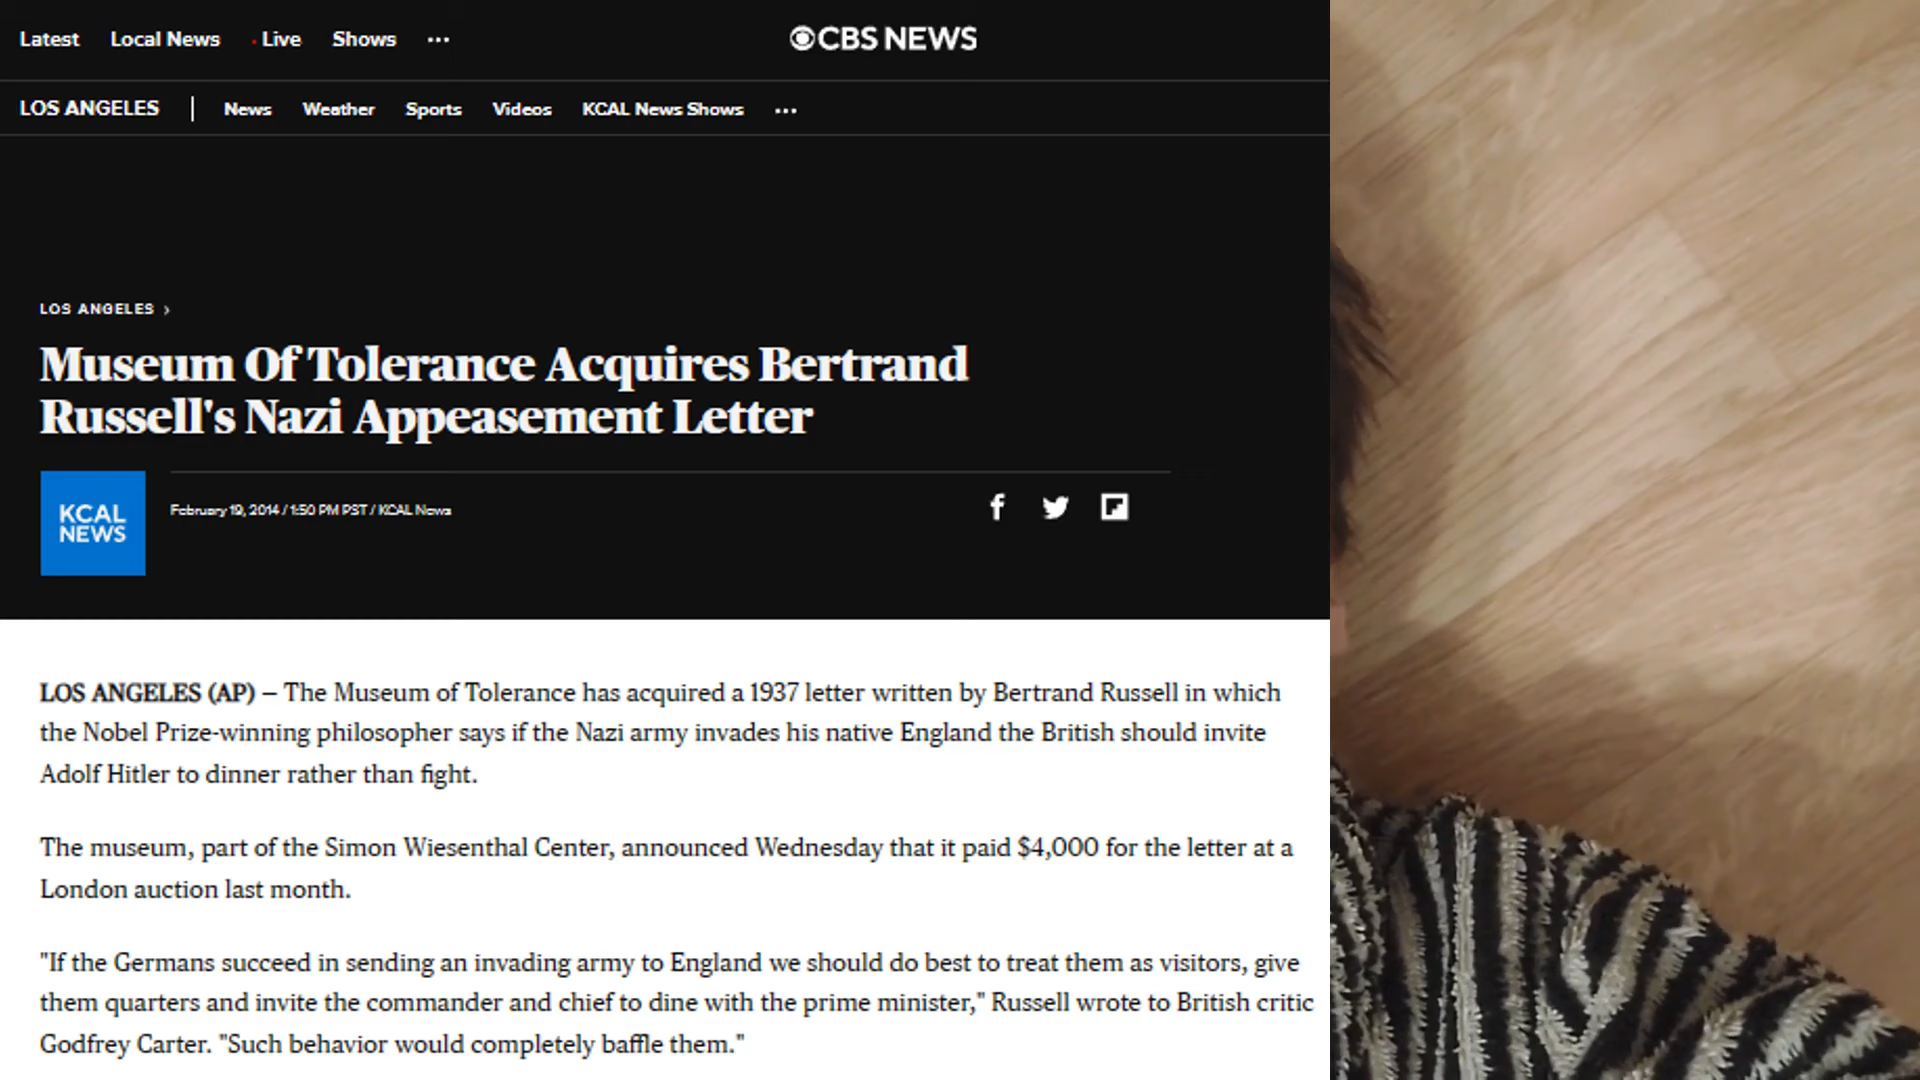 Latest Local News Live Shows ...
CBS NEWS
LOS ANGELES | News Weather Sports Videos KCAL News Shows ...
LOS ANGELES >
Museum Of Tolerance Acquires Bertrand
Russell's Nazi Appeasement Letter
KCAL
NEWS
February 19, 2014 / 1:50 PM PST / KCAL News
LOS ANGELES (AP) – The Museum of Tolerance has acquired a 1937 letter written by Bertrand Russell in which
the Nobel Prize-winning philosopher says if the Nazi army invades his native England the British should invite
Adolf Hitler to dinner rather than fight.
The museum, part of the Simon Wiesenthal Center, announced Wednesday that it paid $4,000 for the letter at a
London auction last month.
"If the Germans succeed in sending an invading army to England we should do best to treat them as visitors, give
them quarters and invite the commander and chief to dine with the prime minister," Russell wrote to British critic
Godfrey Carter. "Such behavior would completely baffle them."